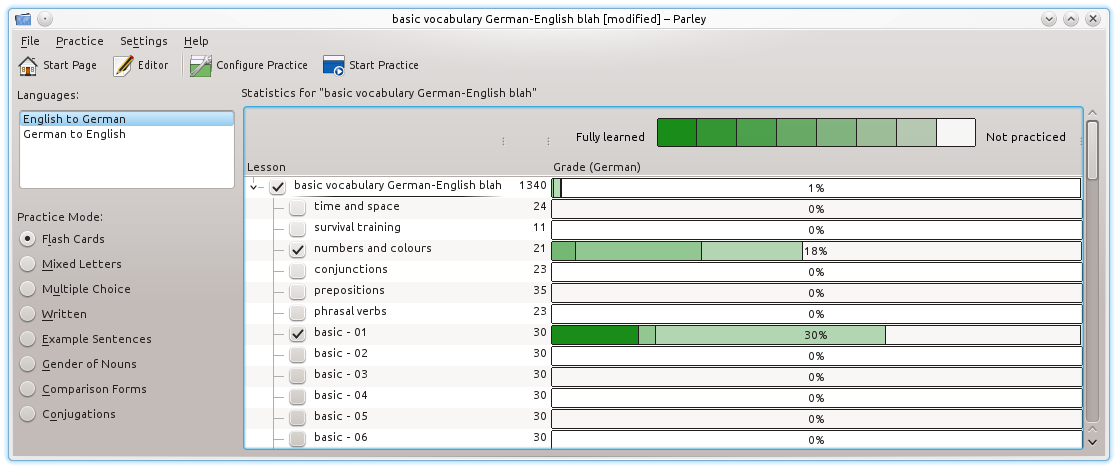 basic vocabulary German-English blah [modified] – Parley
File Practice Settings Help
Start Page Editor Configure Practice Start Practice
Languages:
English to German
German to English
Practice Mode:
Flash Cards
Mixed Letters
Multiple Choice
Written
Example Sentences
Gender of Nouns
Comparison Forms
Conjugations
Statistics for "basic vocabulary German-English blah"
Fully learned Not practiced
Lesson Grade (German)
basic vocabulary German-English blah 1340 1%
time and space 24 0%
survival training 11 0%
numbers and colours 21 18%
conjunctions 23 0%
prepositions 35 0%
phrasal verbs 23 0%
basic - 01 30 30%
basic - 02 30 0%
basic - 03 30 0%
basic - 04 30 0%
basic - 05 30 0%
basic - 06 30 0%